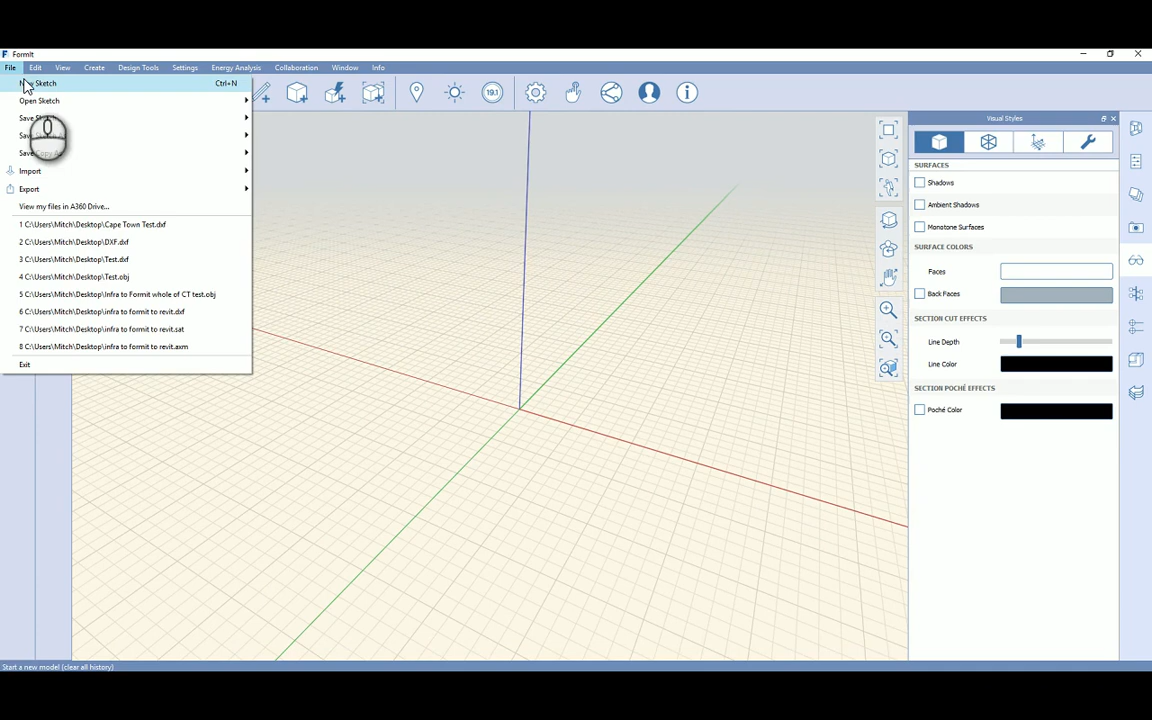 FormIt
File Edit View Create Design Tools Settings Energy Analysis Collaboration Window Info
Sketch Ctrl+N
Open Sketch
Save
Save
Save
Import
Export
View my files in A360 Drive...
1 C:\Users\Mitch\Desktop\Cape Town Test.dxf
2 C:\Users\Mitch\Desktop\DXF.dxf
3 C:\Users\Mitch\Desktop\Test.dxf
4 C:\Users\Mitch\Desktop\Test.obj
5 C:\Users\Mitch\Desktop\Infra to Formit whole of CT test.obj
6 C:\Users\Mitch\Desktop\infra to formit to revit.dxf
7 C:\Users\Mitch\Desktop\infra to formit to revit.sat
8 C:\Users\Mitch\Desktop\infra to formit to revit.axm
Exit
19.1
Visual Styles
SURFACES
Shadows
Ambient Shadows
Monotone Surfaces
SURFACE COLORS
Faces
Back Faces
SECTION CUT EFFECTS
Line Depth
Line Color
SECTION POCHÉ EFFECTS
Poché Color
Start a new model (clear all history)